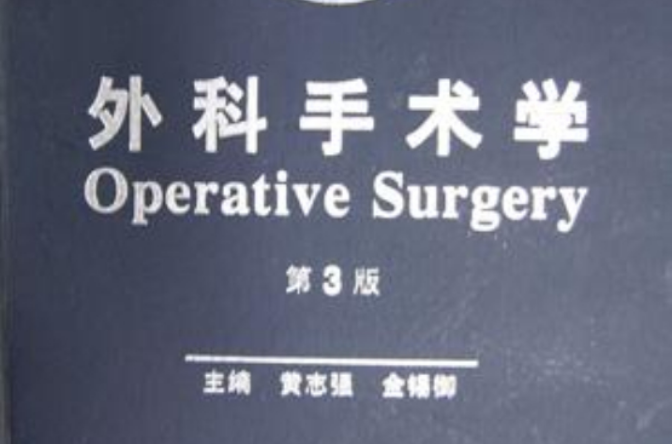 外科手术学
Operative Surgery
第3版
主编 黄志强 金锡御